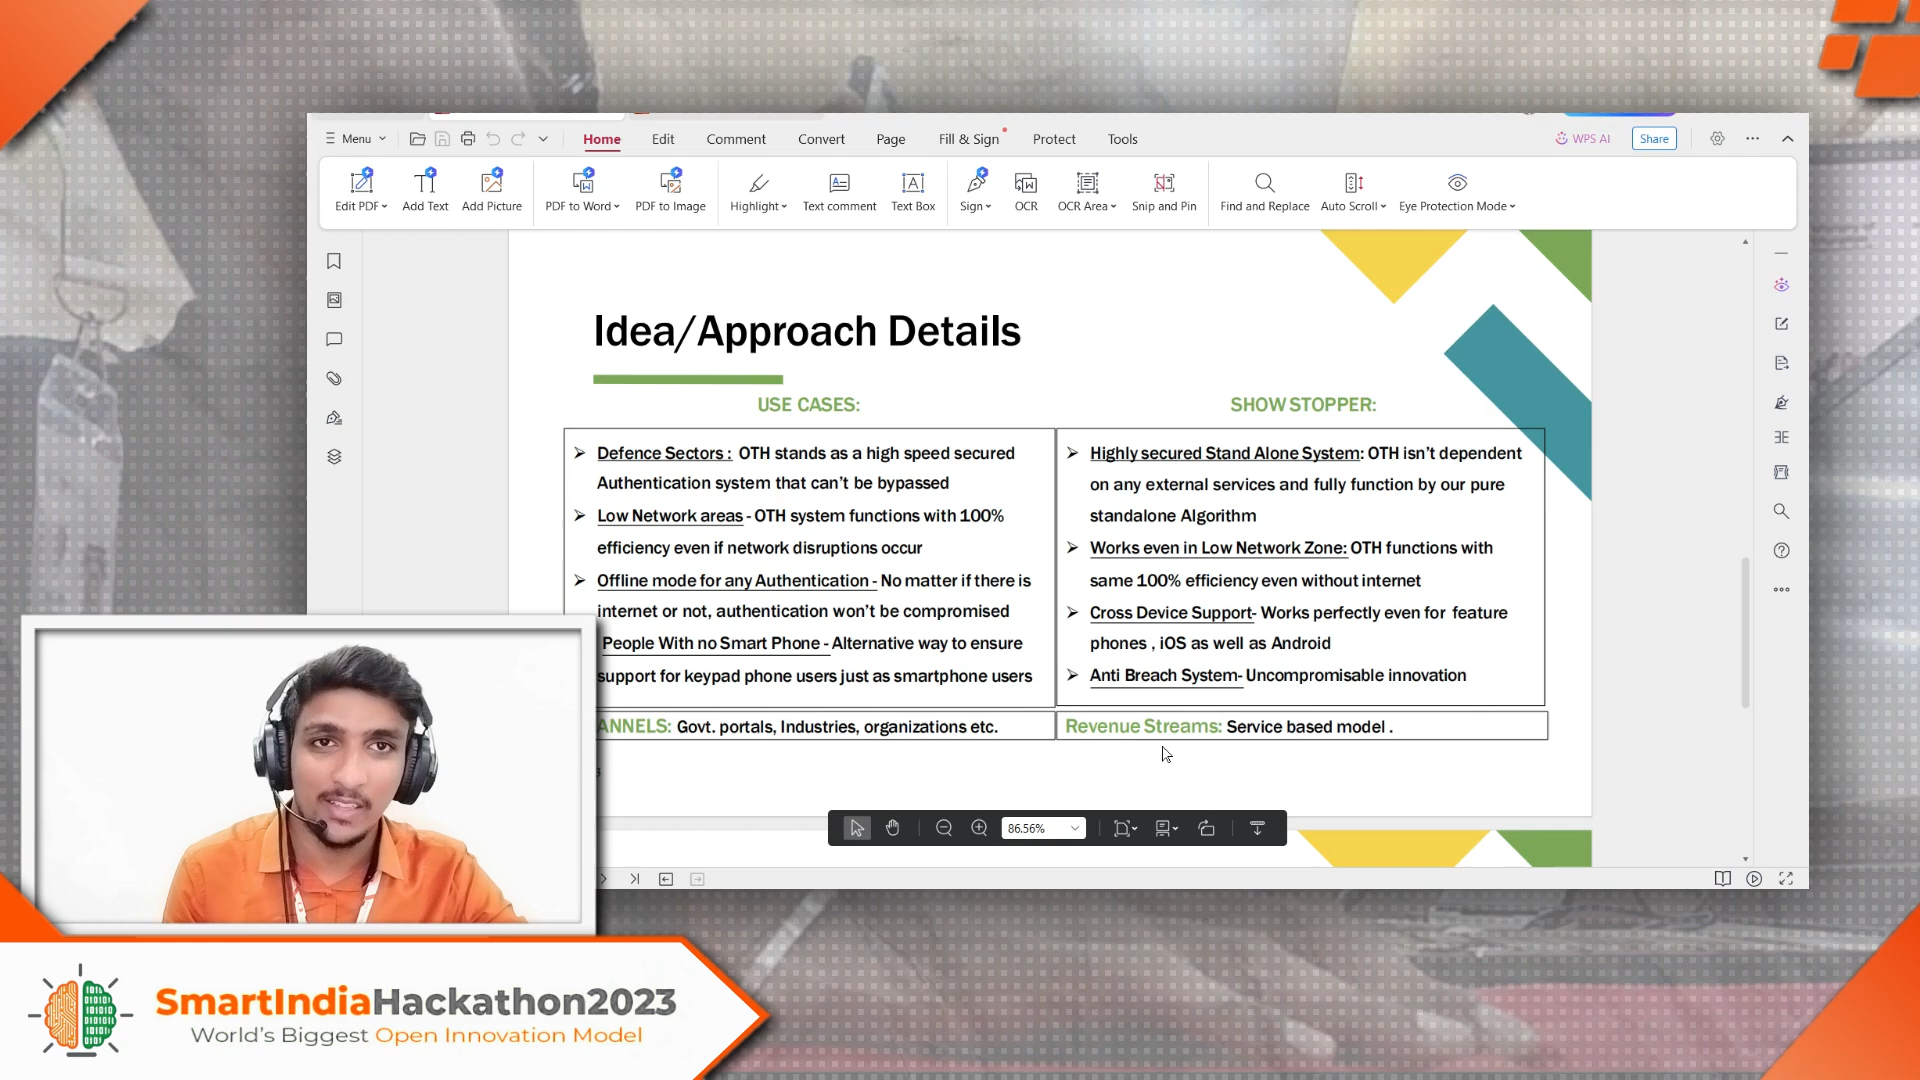 Menu
Home Edit Comment Convert Page Fill & Sign Protect Tools
WPS AI Share
Edit PDF Add Text Add Picture PDF to Word PDF to Image Highlight Text comment Text Box Sign OCR OCR Area Snip and Pin Find and Replace Auto Scroll Eye Protection Mode
Idea/Approach Details
USE CASES:
➢ Defence Sectors : OTH stands as a high speed secured
Authentication system that can’t be bypassed
➢ Low Network areas - OTH system functions with 100%
efficiency even if network disruptions occur
➢ Offline mode for any Authentication - No matter if there is
internet or not, authentication won’t be compromised
People With no Smart Phone - Alternative way to ensure
support for keypad phone users just as smartphone users
ANNELS: Govt. portals, Industries, organizations etc.
SHOW STOPPER:
➢ Highly secured Stand Alone System: OTH isn’t dependent
on any external services and fully function by our pure
standalone Algorithm
➢ Works even in Low Network Zone: OTH functions with
same 100% efficiency even without internet
➢ Cross Device Support- Works perfectly even for feature
phones , iOS as well as Android
➢ Anti Breach System- Uncompromisable innovation
Revenue Streams: Service based model .
86.56%
SmartIndiaHackathon2023
World's Biggest Open Innovation Model